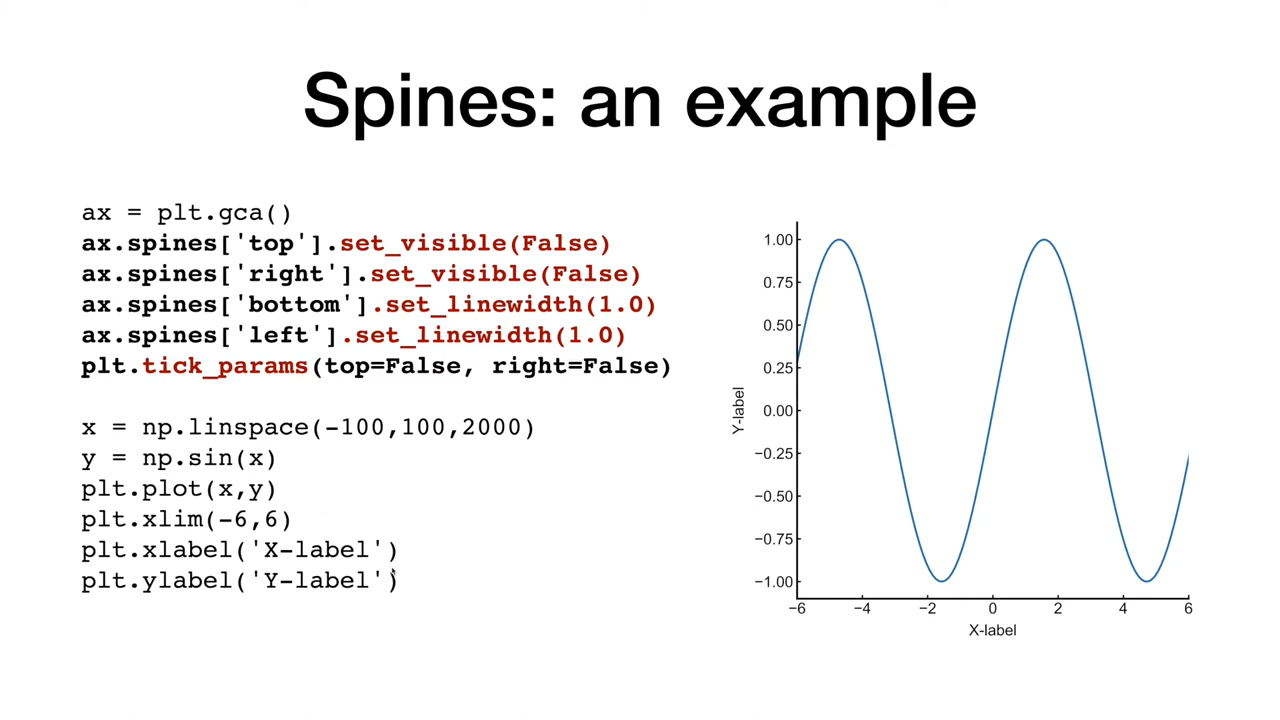 Spines: an example
ax = plt.gca()
ax.spines['top'].set_visible(False)
ax.spines['right'].set_visible(False)
ax.spines['bottom'].set_linewidth(1.0)
ax.spines['left'].set_linewidth(1.0)
plt.tick_params(top=False, right=False)
x = np.linspace(-100,100,2000)
y = np.sin(x)
plt.plot(x,y)
plt.xlim(-6,6)
plt.xlabel('X-label')
plt.ylabel('Y-label')
Y-label
1.00
0.75
0.50
0.25
0.00
−0.25
−0.50
−0.75
−1.00
−6 −4 −2 0 2 4 6
X-label